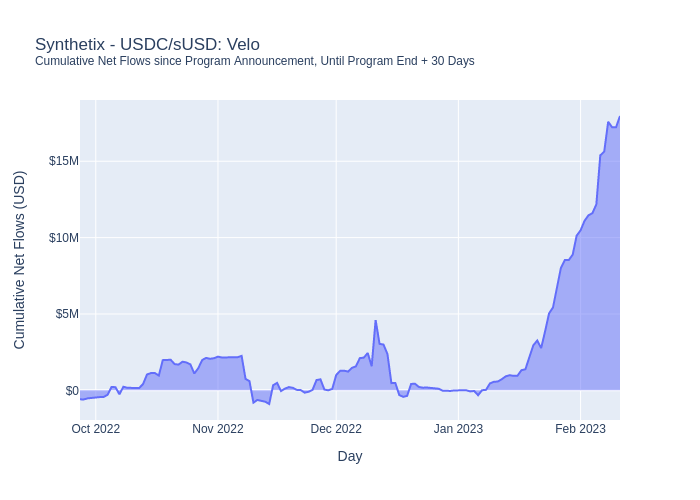 Synthetix - USDC/sUSD: Velo
Cumulative Net Flows since Program Announcement, Until Program End + 30 Days
Cumulative Net Flows (USD)
$15M
$10M
$5M
$0
Oct 2022
Nov 2022
Dec 2022
Jan 2023
Feb 2023
Day